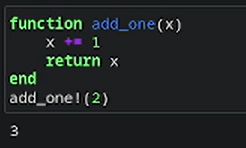 function add_one(x)
    x += 1
    return x
end
add_one!(2)
3